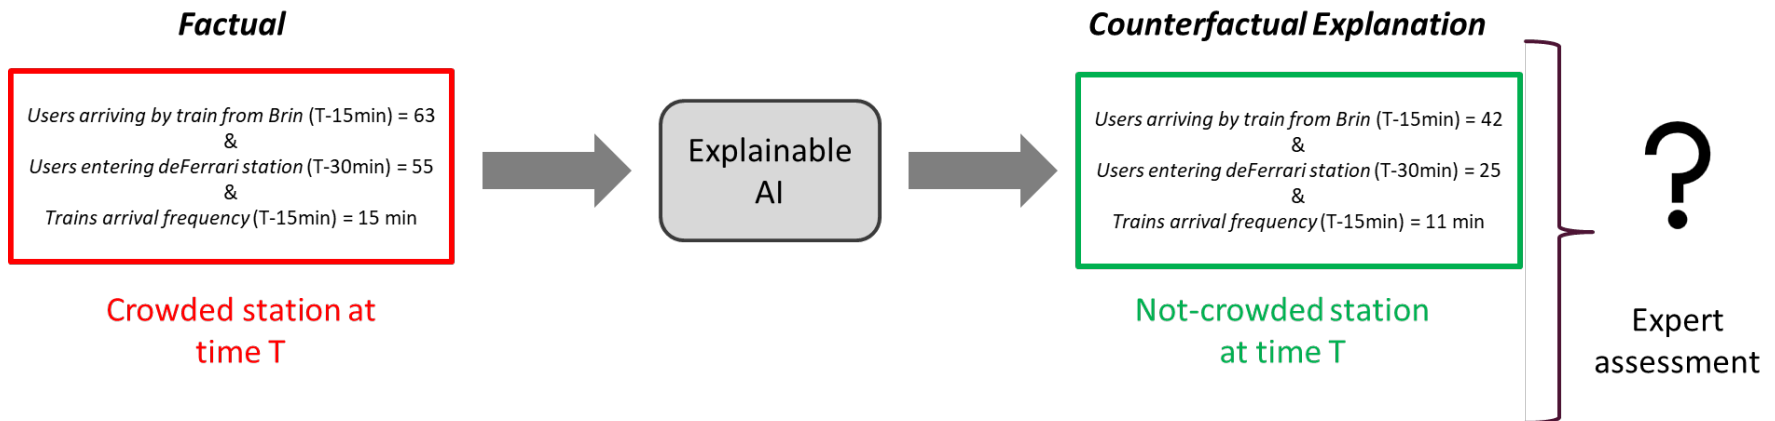 Factual
Users arriving by train from Brin (T-15min) = 63
&
Users entering deFerrari station (T-30min) = 55
&
Trains arrival frequency (T-15min) = 15 min
Crowded station at
time T
Explainable
AI
Counterfactual Explanation
Users arriving by train from Brin (T-15min) = 42
&
Users entering deFerrari station (T-30min) = 25
&
Trains arrival frequency (T-15min) = 11 min
Not-crowded station
at time T
?
Expert
assessment